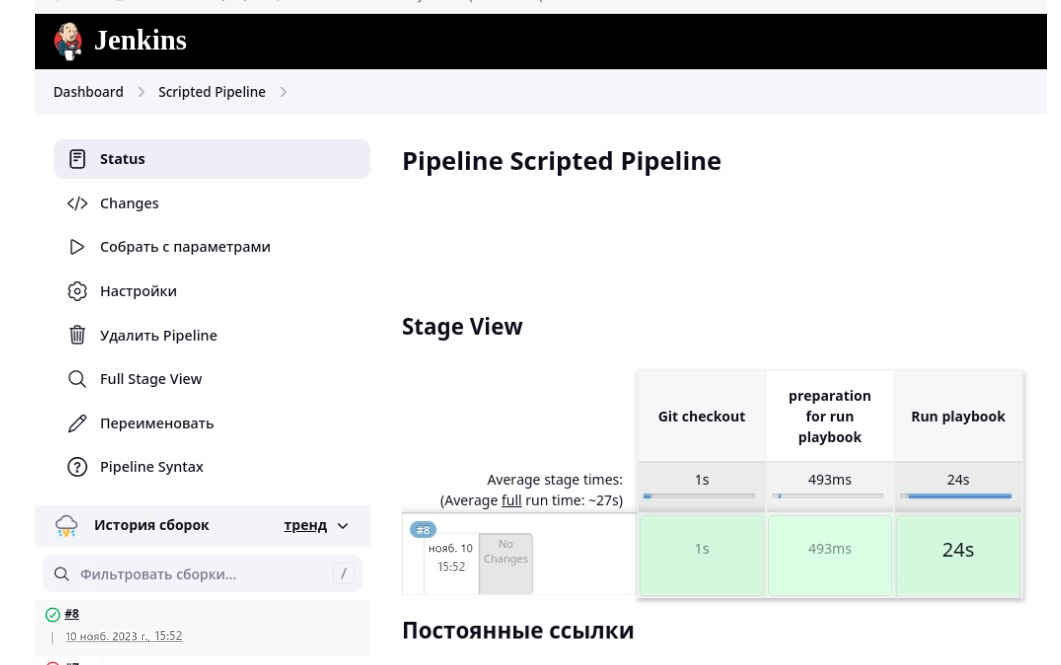 Jenkins
Dashboard
Scripted Pipeline
Status
Changes
Собрать с параметрами
Настройки
Удалить Pipeline
Full Stage View
Переименовать
Pipeline Syntax
История сборок
тренд
Фильтровать сборки...
/
#8
10 нояб. 2023 г., 15:52
Pipeline Scripted Pipeline
Stage View
Git checkout
preparation
for run
playbook
Run playbook
Average stage times:
(Average full run time: ~27s)
1s
493ms
24s
#8
нояб. 10
15:52
No
Changes
1s
493ms
24s
Постоянные ссылки